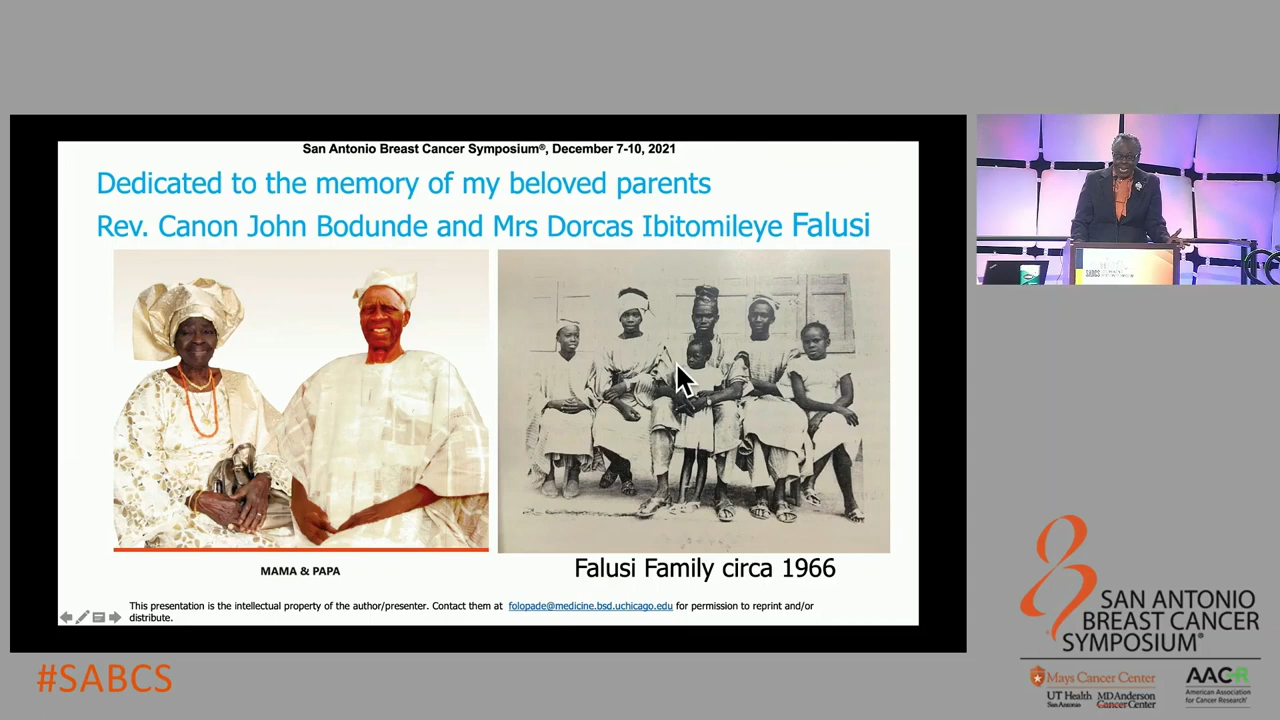 San Antonio Breast Cancer Symposium®, December 7-10, 2021
Dedicated to the memory of my beloved parents
Rev. Canon John Bodunde and Mrs Dorcas Ibitomileye Falusi
MAMA & PAPA
Falusi Family circa 1966
This presentation is the intellectual property of the author/presenter. Contact them at folopade@medicine.bsd.uchicago.edu for permission to reprint and/or
distribute.
#SABCS
SAN ANTONIO
BREAST CANCER
SYMPOSIUM®
Mays Cancer Center
UT Health
San Antonio
MD Anderson
Cancer Center
AACR
American Association
for Cancer Research®